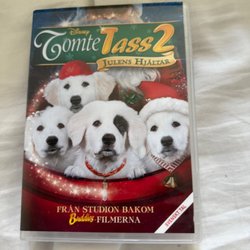 Disney
Tomte Tass 2
JULENS HJÄLTAR
FRÅN STUDION BAKOM
Buddies FILMERNA